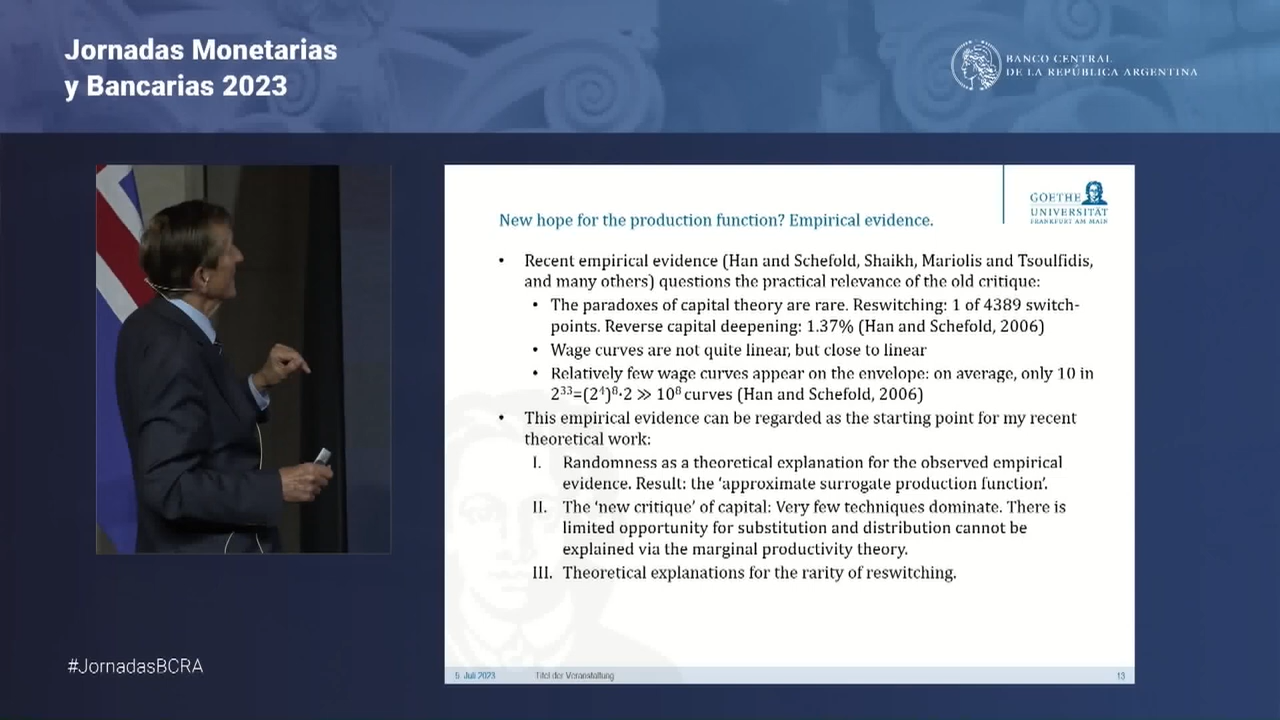 Jornadas Monetarias
y Bancarias 2023
BANCO CENTRAL
DE LA REPÚBLICA ARGENTINA
GOETHE
UNIVERSITÄT
FRANKFURT AM MAIN
New hope for the production function? Empirical evidence.
• Recent empirical evidence (Han and Schefold, Shaikh, Mariolis and Tsoulfidis,
and many others) questions the practical relevance of the old critique:
• The paradoxes of capital theory are rare. Reswitching: 1 of 4389 switch-
points. Reverse capital deepening: 1.37% (Han and Schefold, 2006)
• Wage curves are not quite linear, but close to linear
• Relatively few wage curves appear on the envelope: on average, only 10 in
2³³=(2⁴)⁸·2 ≫ 10⁸ curves (Han and Schefold, 2006)
• This empirical evidence can be regarded as the starting point for my recent
theoretical work:
I. Randomness as a theoretical explanation for the observed empirical
evidence. Result: the ‘approximate surrogate production function’.
II. The ‘new critique’ of capital: Very few techniques dominate. There is
limited opportunity for substitution and distribution cannot be
explained via the marginal productivity theory.
III. Theoretical explanations for the rarity of reswitching.
#JornadasBCRA
5. Juli 2023 Titel der Veranstaltung 13